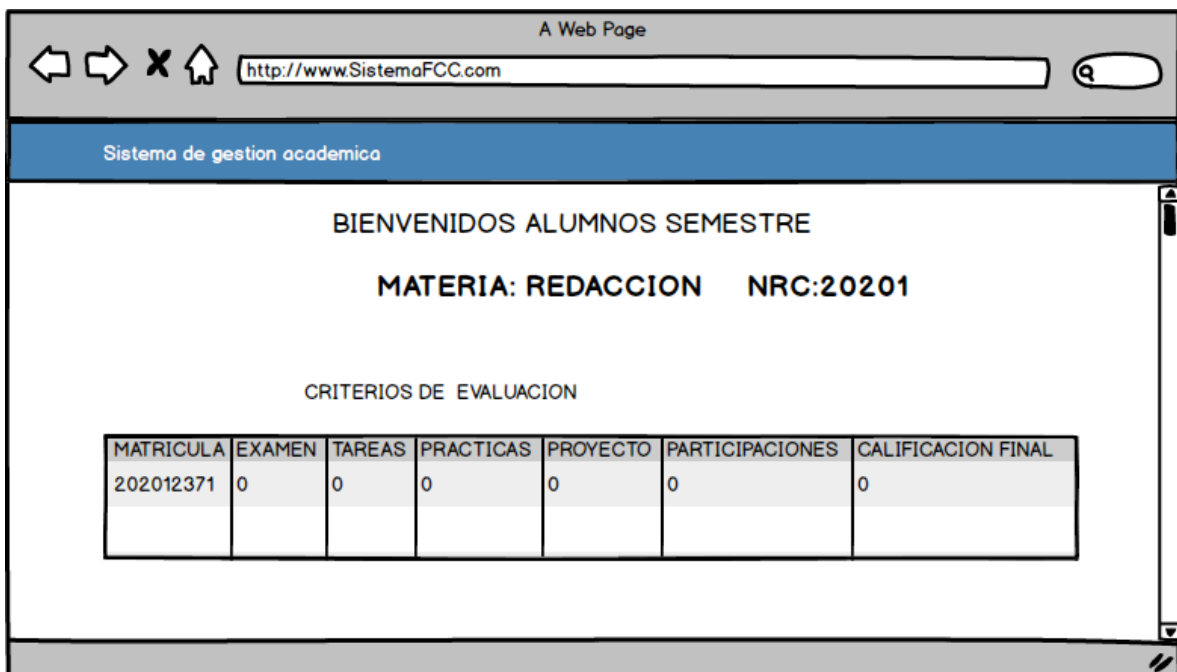 A Web Page
http://www.SistemaFCC.com
Sistema de gestion academica
BIENVENIDOS ALUMNOS SEMESTRE
MATERIA: REDACCION NRC:20201
CRITERIOS DE EVALUACION
MATRICULA EXAMEN TAREAS PRACTICAS PROYECTO PARTICIPACIONES CALIFICACION FINAL
202012371 0 0 0 0 0 0